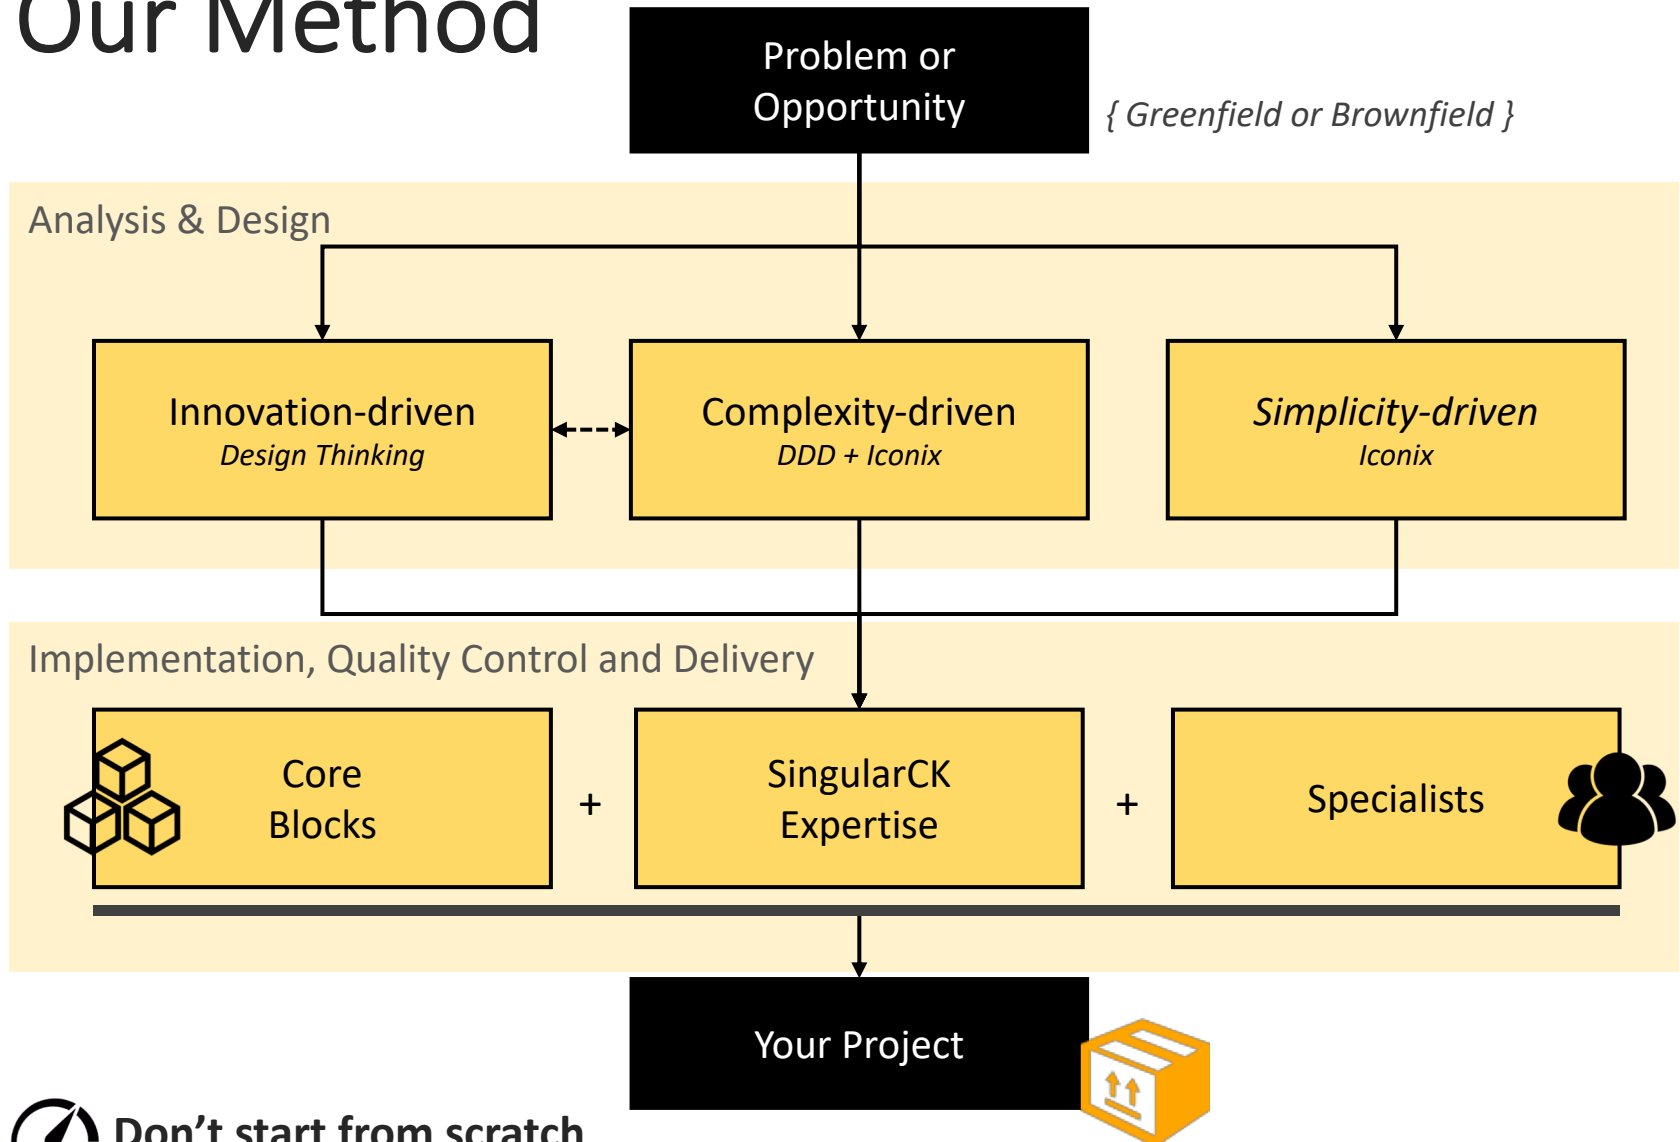 Our Method
Problem or
Opportunity
{ Greenfield or Brownfield }
Analysis & Design
Innovation-driven
Design Thinking
Complexity-driven
DDD + Iconix
Simplicity-driven
Iconix
Implementation, Quality Control and Delivery
Core
Blocks
+
SingularCK
Expertise
+
Specialists
Your Project
Don’t start from scratch